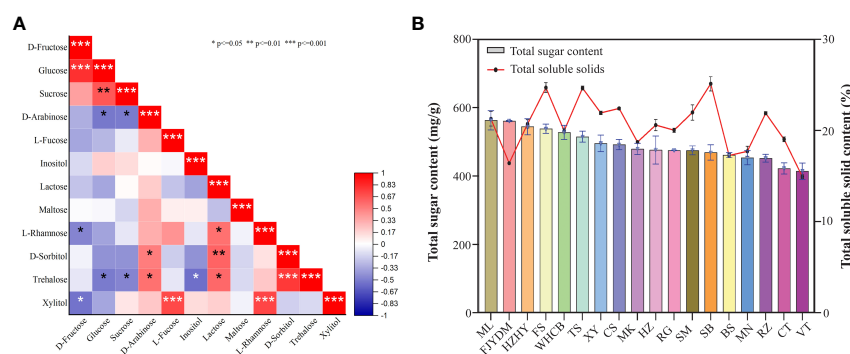 A
* p<=0.05 ** p<=0.01 *** p<=0.001
D-Fructose ***
Glucose *** ***
Sucrose ** ***
D-Arabinose * * ***
L-Fucose ***
Inositol ***
Lactose ***
Maltose ***
L-Rhamnose * * ***
D-Sorbitol * ** ***
Trehalose * * * * * *** ***
Xylitol * *** *** ***
D-Fructose Glucose Sucrose D-Arabinose L-Fucose Inositol Lactose Maltose L-Rhamnose D-Sorbitol Trehalose Xylitol
1
0.83
0.67
0.50
0.33
0.17
0
-0.17
-0.33
-0.50
-0.67
-0.83
-1
B
Total sugar content
Total soluble solids
Total sugar content (mg/g)
800
600
400
200
0
Total soluble solid content (%)
30
20
10
0
ML FJYDM HZHY FS WHCB TS XY CS MK HZ RG SM SB BS MN RZ CT VT